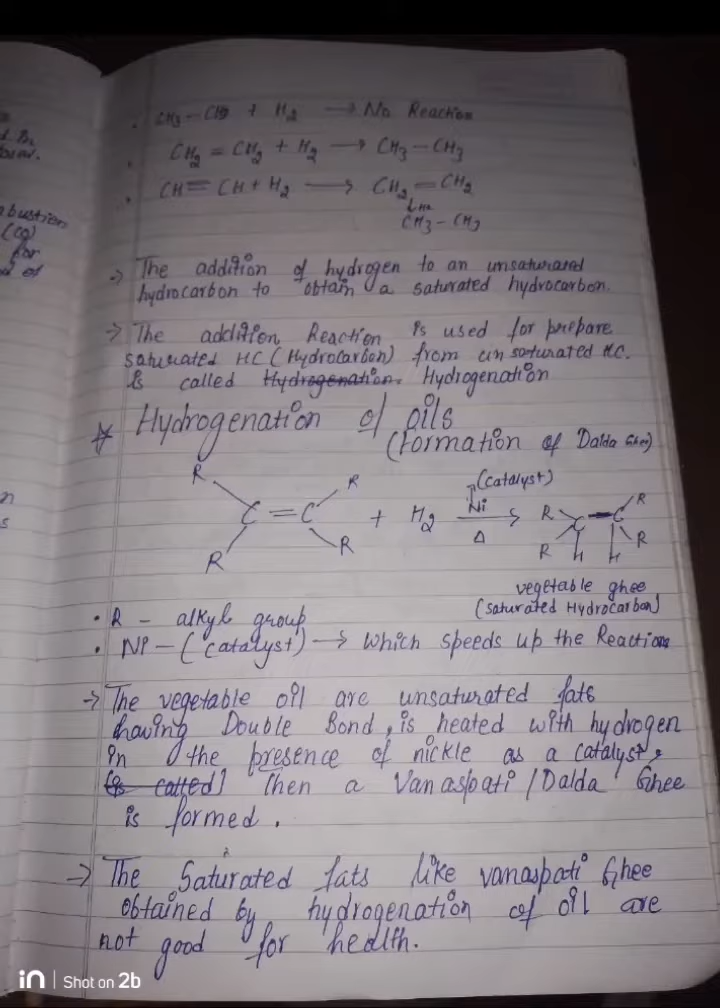 . CH3 - CH3 + H2 → No Reaction
. CH2 = CH2 + H2 → CH3 - CH3
. CH ≡ CH + H2 → CH2 = CH2
↓H2
CH3 - CH3
-> The addition of hydrogen to an unsaturated
hydrocarbon to obtain a saturated hydrocarbon.
-> The addition Reaction is used for prepare
saturated HC (Hydrocarbon) from unsaturated HC.
is called Hydrogenation. Hydrogenation
* Hydrogenation of oils
(formation of Dalda Ghee)
R R (Catalyst)
C = C + H2 Ni → R C - C R
R R Δ R H H R
vegetable ghee
(saturated Hydrocarbon)
• R - alkyl group
• Ni - (Catalyst) → which speeds up the Reaction
-> The vegetable oil are unsaturated fats
having Double Bond, is heated with hydrogen
in the presence of nickle as a catalyst,
(is called) Then a Vanaspati / Dalda Ghee
is formed.
-> The Saturated fats like vanaspati Ghee
obtained by hydrogenation of oil are
not good for health.
bustion
(CO)
for
d of
in | Shot on 2b